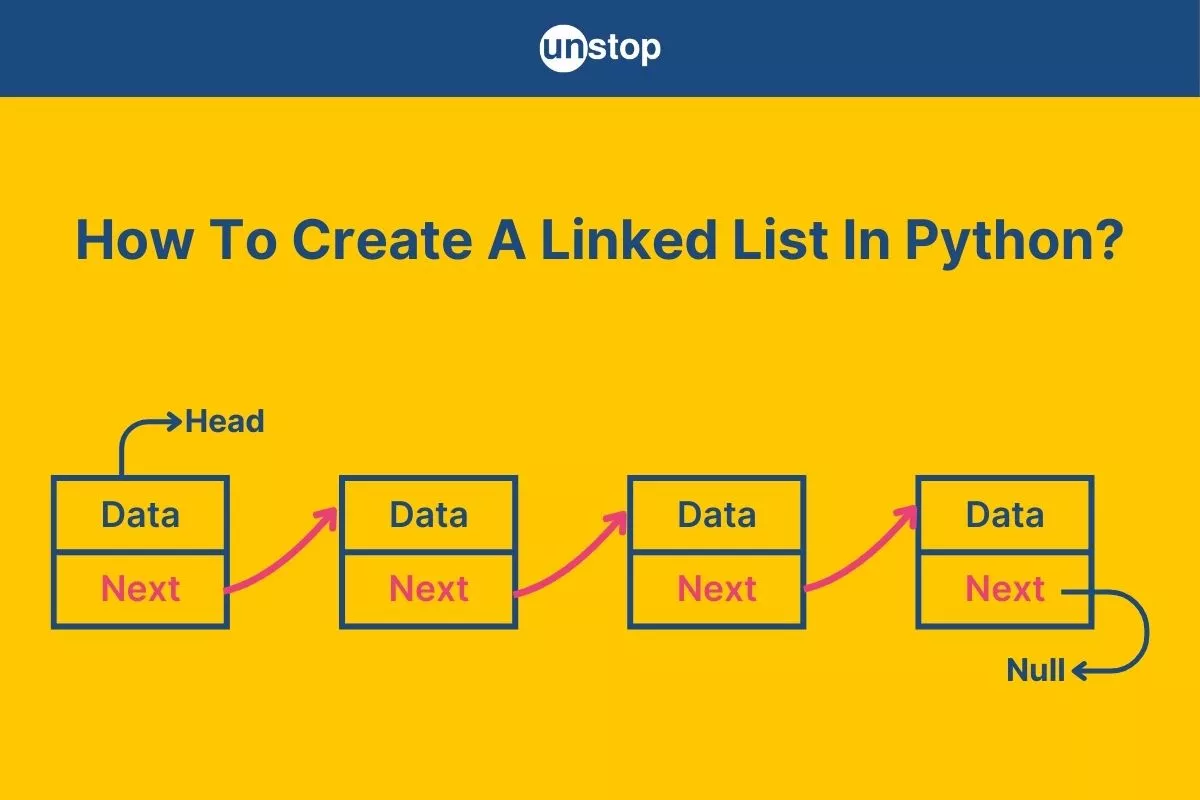 unstop
How To Create A Linked List In Python?
Head
Data Data Data Data
Next Next Next Next
Null